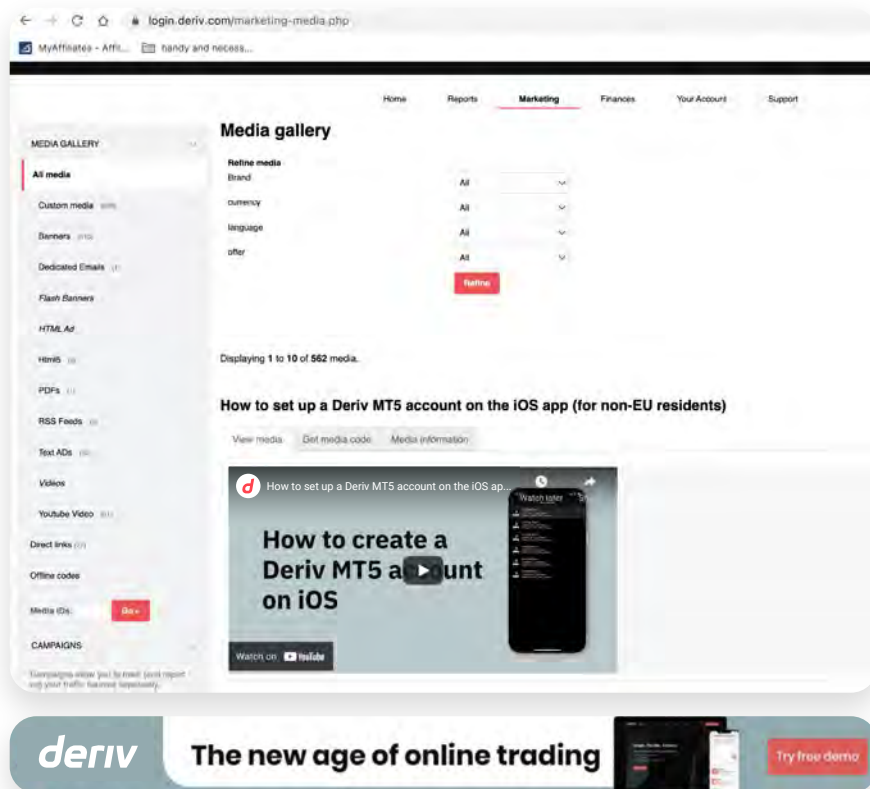 login.deriv.com/marketing-media.php
MyAffiliates - Affil... handy and necess...
Home Reports Marketing Finances Your Account Support
Media gallery
MEDIA GALLERY
All media
Custom media
Banners
Dedicated Emails
Flash Banners
HTML Ad
Html5
PDFs
RSS Feeds
Text ADs
Videos
Youtube Video
Direct links
Offline codes
Media IDs:
CAMPAIGNS
Refine media
Brand All
currency All
language All
offer All
Refine
Displaying 1 to 10 of 562 media.
How to set up a Deriv MT5 account on the iOS app (for non-EU residents)
View media Get media code Media information
d How to set up a Deriv MT5 account on the iOS ap...
Watch later
How to create a
Deriv MT5 account
on iOS
Watch on YouTube
deriv The new age of online trading Try free demo